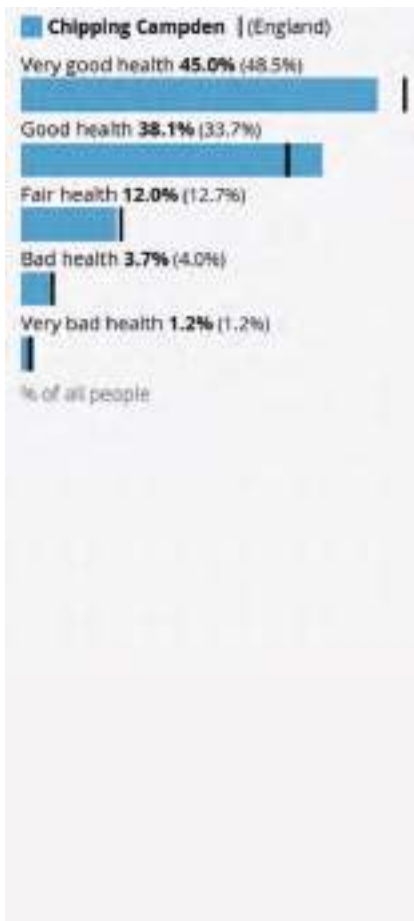 Chipping Campden | (England)
Very good health 45.0% (48.5%)
Good health 38.1% (33.7%)
Fair health 12.0% (12.7%)
Bad health 3.7% (4.0%)
Very bad health 1.2% (1.2%)
% of all people